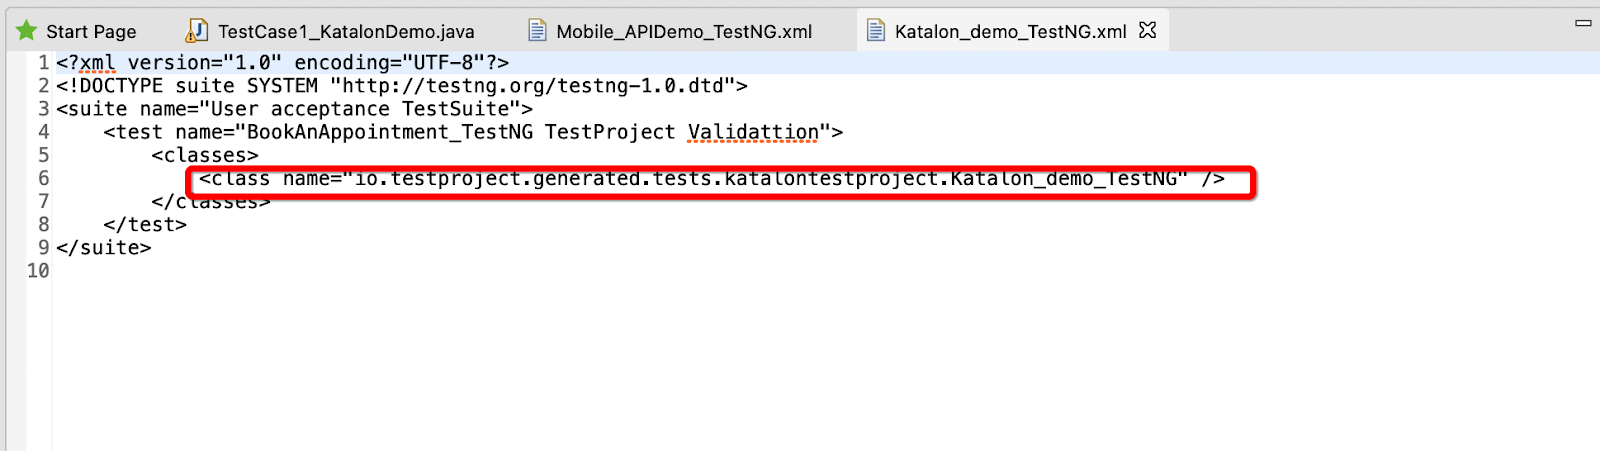 Start Page TestCase1_KatalonDemo.java Mobile_APIDemo_TestNG.xml Katalon_demo_TestNG.xml
1 <?xml version="1.0" encoding="UTF-8"?>
2 <!DOCTYPE suite SYSTEM "http://testng.org/testng-1.0.dtd">
3 <suite name="User acceptance TestSuite">
4 <test name="BookAnAppointment_TestNG TestProject Validattion">
5 <classes>
6 <class name="io.testproject.generated.tests.katalontestproject.Katalon_demo_TestNG" />
7 </classes>
8 </test>
9 </suite>
10